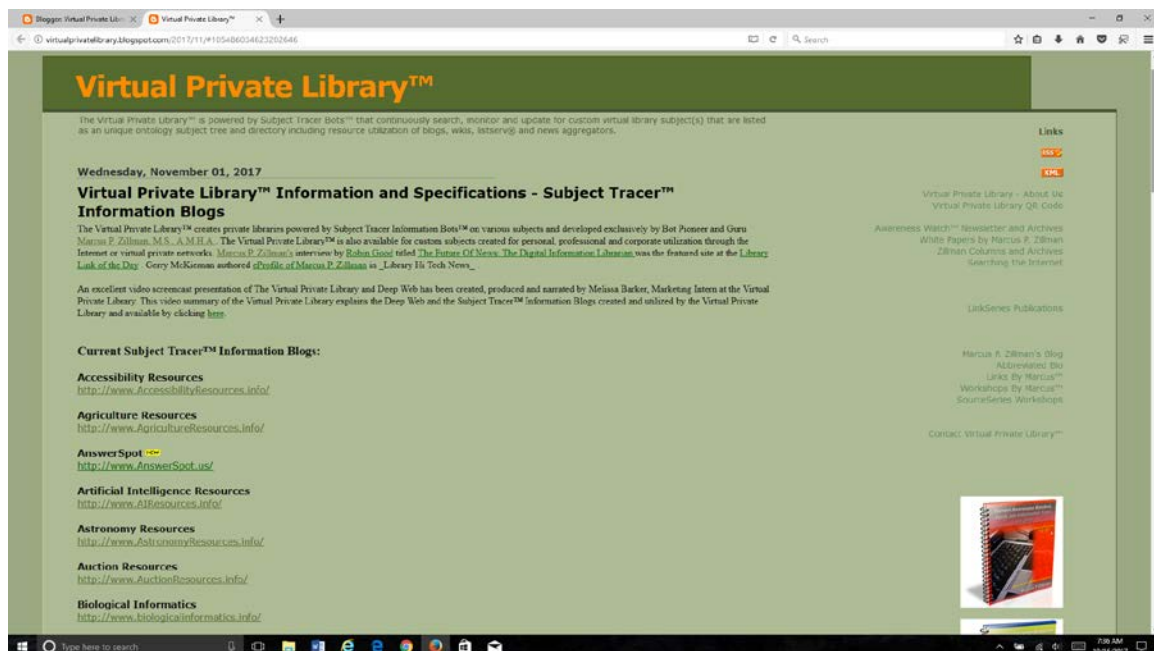 Blogger: Virtual Private Libr
Virtual Private Library™
virtualprivatelibrary.blogspot.com/2017/11/#105486034623202646
Search
Virtual Private Library™
The Virtual Private Library™ is powered by Subject Tracer Bots™ that continuously search, monitor and update for custom virtual library subject(s) that are listed
as an unique ontology subject tree and directory including resource utilization of blogs, wikis, listserv® and news aggregators.
Wednesday, November 01, 2017
Virtual Private Library™ Information and Specifications - Subject Tracer™
Information Blogs
The Virtual Private Library™ creates private libraries powered by Subject Tracer Information Bots™ on various subjects and developed exclusively by Bot Pioneer and Guru
Marcus P. Zillman, M.S., A.M.H.A. . The Virtual Private Library™ is also available for custom subjects created for personal, professional and corporate utilization through the
Internet or virtual private networks. Marcus P. Zillman's interview by Robin Good titled The Future Of News: The Digital Information Librarian was the featured site at the Library
Link of the Day . Gerry McKiernan authored eProfile of Marcus P. Zillman in _Library Hi Tech News_
An excellent video screencast presentation of The Virtual Private Library and Deep Web has been created, produced and narrated by Melissa Barker, Marketing Intern at the Virtual
Private Library. This video summary of the Virtual Private Library explains the Deep Web and the Subject Tracer™ Information Blogs created and utilized by the Virtual Private
Library and available by clicking here.
Current Subject Tracer™ Information Blogs:
Accessibility Resources
http://www.AccessibilityResources.info/
Agriculture Resources
http://www.AgricultureResources.info/
AnswerSpot NEW
http://www.AnswerSpot.us/
Artificial Intelligence Resources
http://www.AIResources.info/
Astronomy Resources
http://www.AstronomyResources.info/
Auction Resources
http://www.AuctionResources.info/
Biological Informatics
http://www.biologicalinformatics.info/
Links
RSS
XML
Virtual Private Library - About Us
Virtual Private Library QR Code
Awareness Watch™ Newsletter and Archives
White Papers by Marcus P. Zillman
Zillman Columns and Archives
Searching the Internet
LinkSeries Publications
Marcus P. Zillman's Blog
Abbreviated Bio
Links By Marcus™
Workshops By Marcus™
SourceSeries Workshops
Contact Virtual Private Library™
Type here to search
7:36 AM